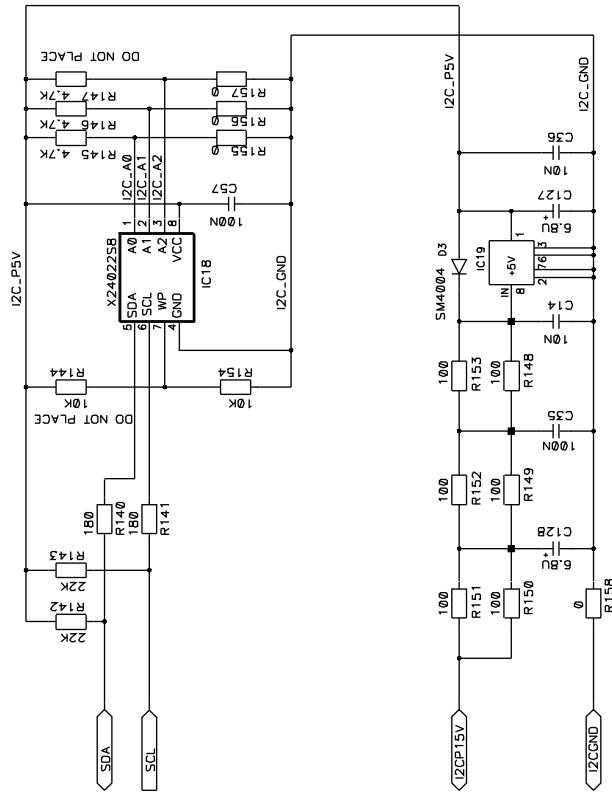 DO NOT PLACE
R147
4.7K
R146
4.7K
R145
4.7K
R157
0
R156
0
R155
0
I2C_A0
I2C_A1
I2C_A2
C57
100N
1
2
3
8
A0
A1
A2
VCC
X24022S8
IC18
SDA
SCL
WP
GND
5
6
7
4
I2C_P5V
I2C_GND
R144
10K
DO NOT PLACE
R154
10K
180
R140
180
R141
R143
22K
R142
22K
SDA
SCL
I2C_P5V
I2C_GND
C36
10N
C127
+
6.8U
D3
SM4004
IC19
+5V
1
3
6
7
2
IN
8
C14
10N
100
R153
100
R148
C35
100N
100
R152
100
R149
C128
+
6.8U
100
R151
100
R150
0
R158
I2CP15V
I2CGND